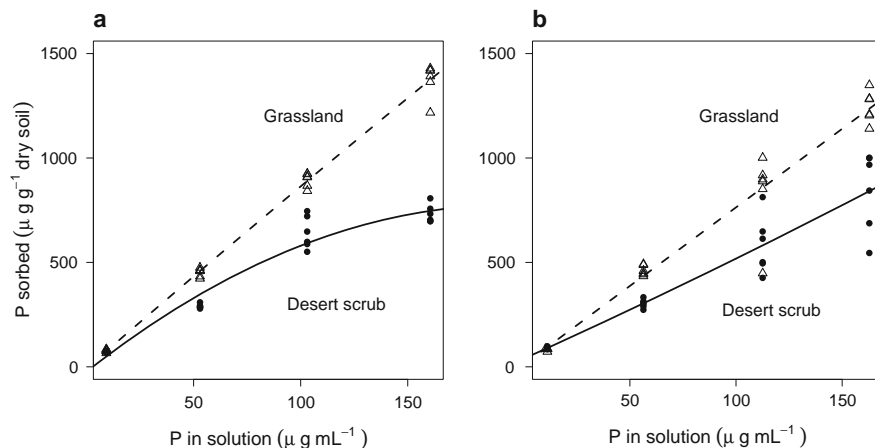 a
1500
1000
500
0
P sorbed (μ g g⁻¹ dry soil)
Grassland
Desert scrub
50
100
150
P in solution (μ g mL⁻¹)
b
1500
1000
500
0
Grassland
Desert scrub
50
100
150
P in solution (μ g mL⁻¹)